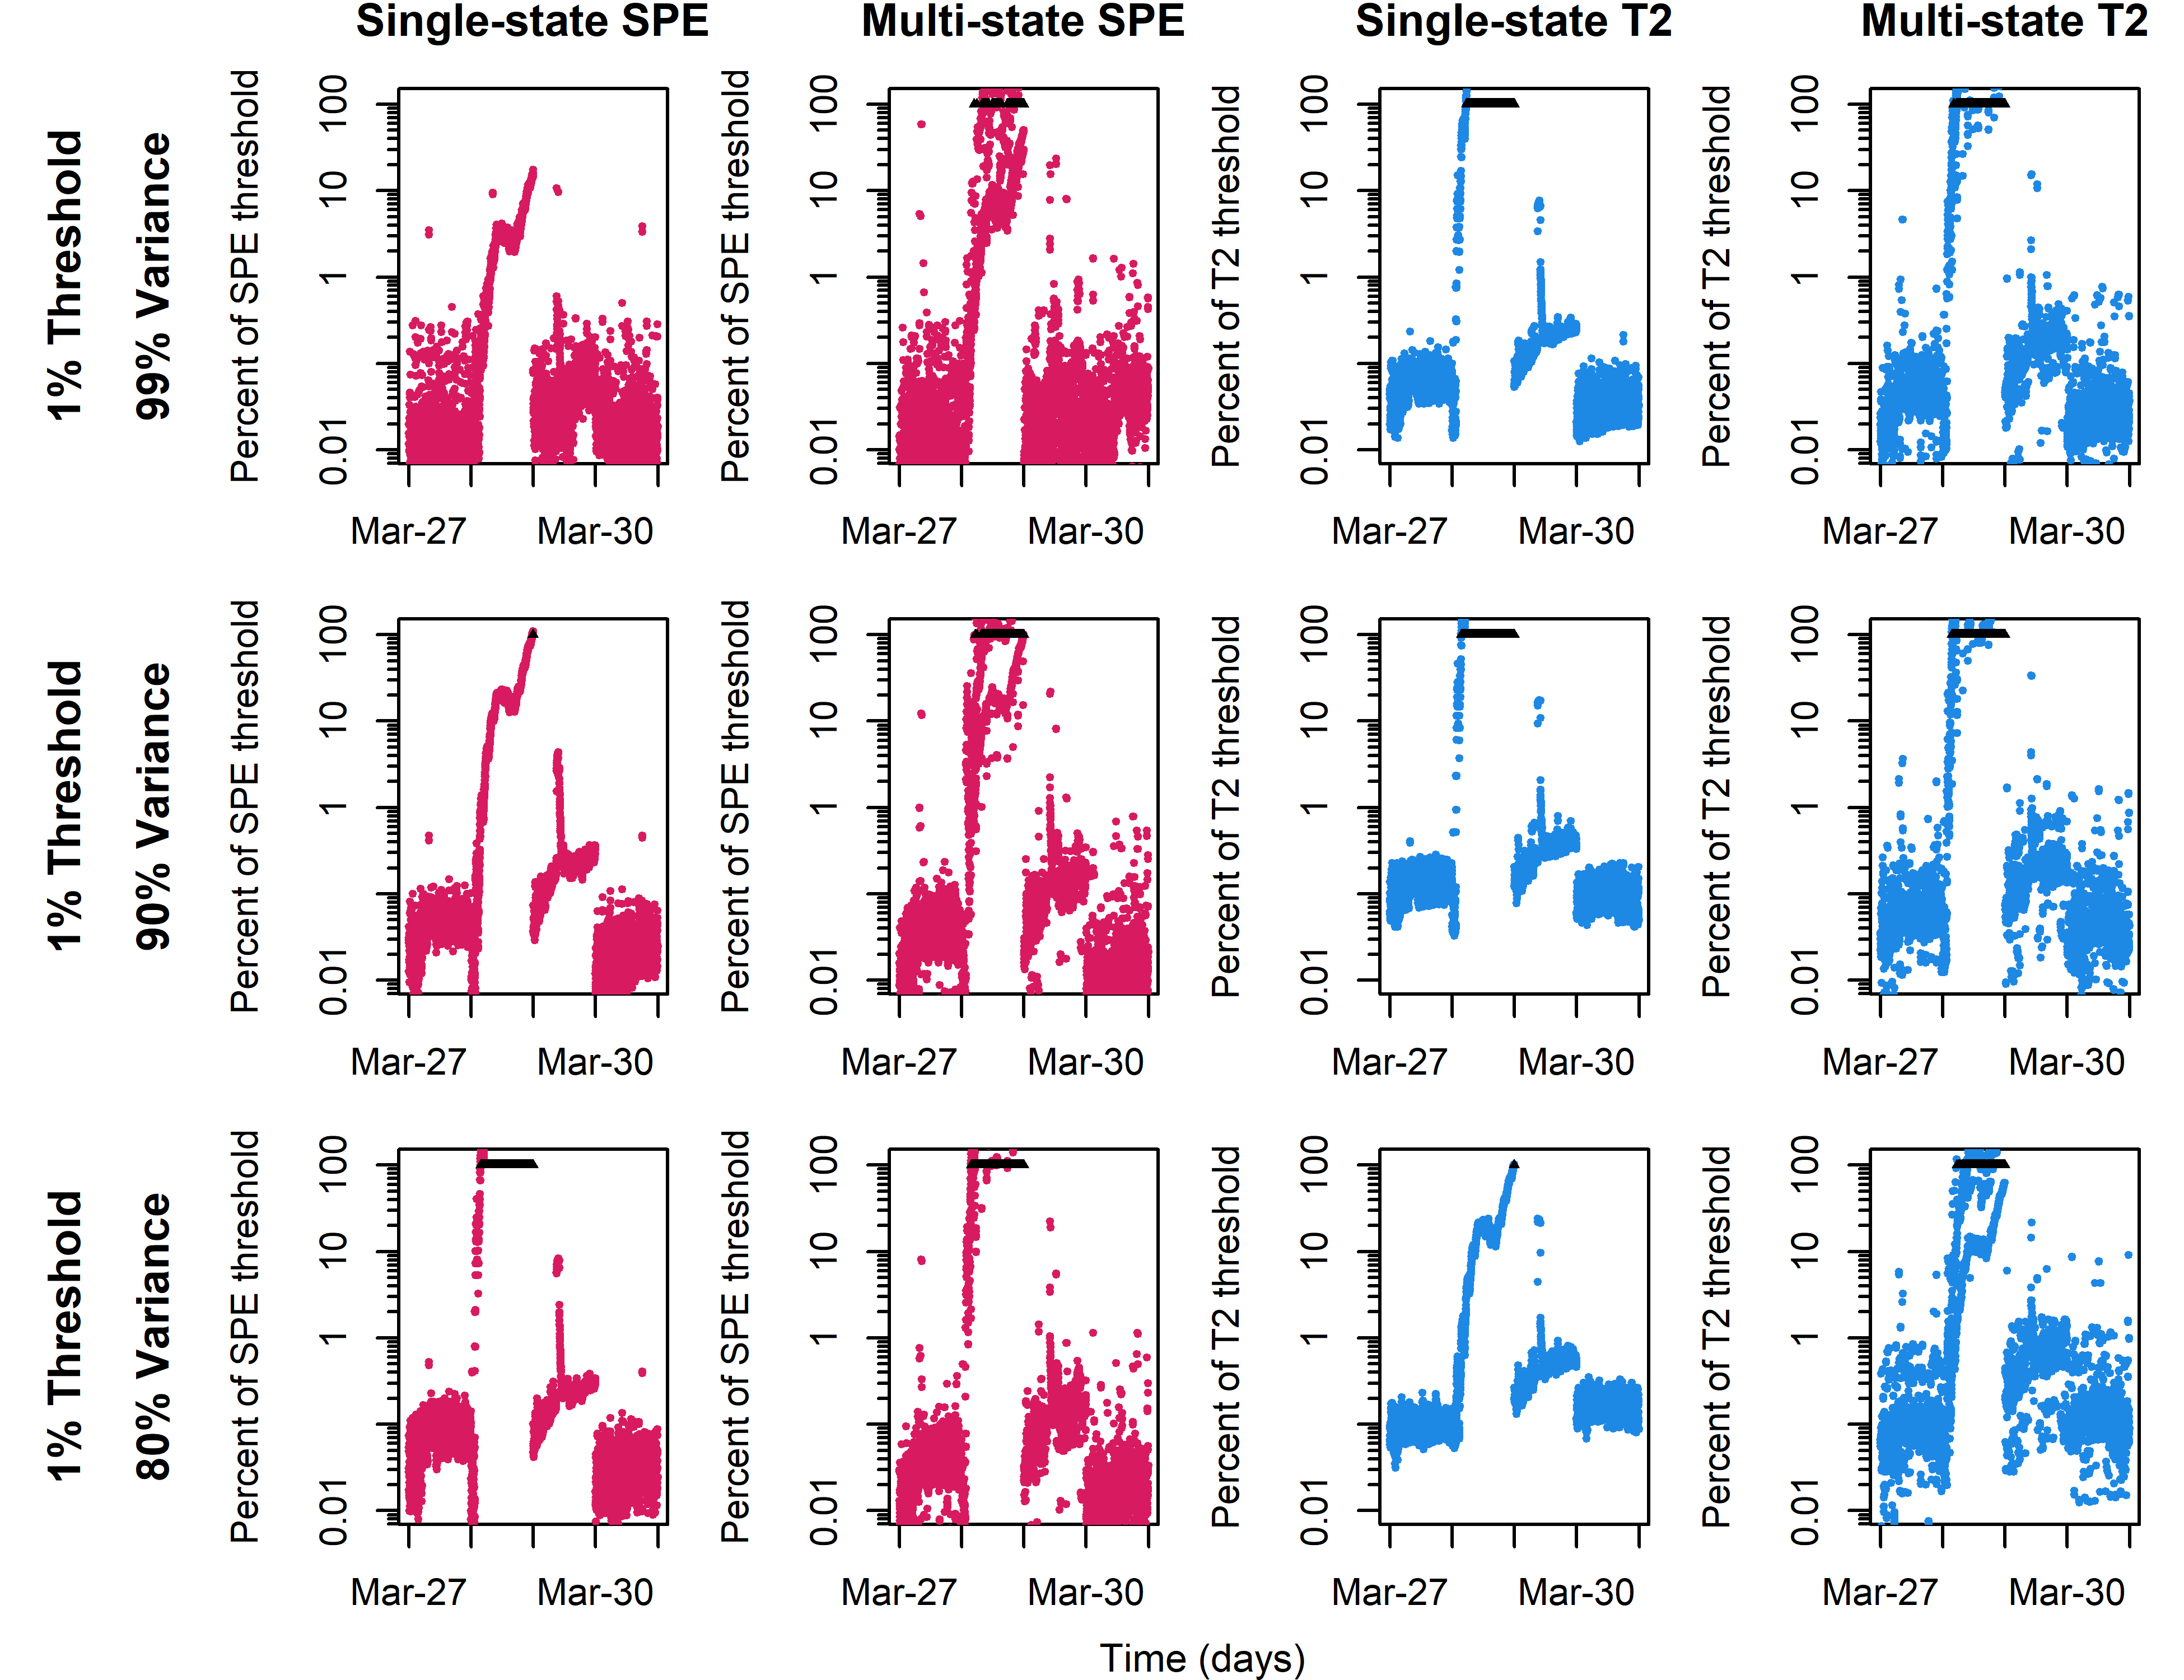 Single-state SPE Multi-state SPE Single-state T2 Multi-state T2
1% Threshold
99% Variance
Percent of SPE threshold
100
10
1
0.01
Mar-27 Mar-30
Percent of SPE threshold
100
10
1
0.01
Mar-27 Mar-30
Percent of T2 threshold
100
10
1
0.01
Mar-27 Mar-30
Percent of T2 threshold
100
10
1
0.01
Mar-27 Mar-30
1% Threshold
90% Variance
Percent of SPE threshold
100
10
1
0.01
Mar-27 Mar-30
Percent of SPE threshold
100
10
1
0.01
Mar-27 Mar-30
Percent of T2 threshold
100
10
1
0.01
Mar-27 Mar-30
Percent of T2 threshold
100
10
1
0.01
Mar-27 Mar-30
1% Threshold
80% Variance
Percent of SPE threshold
100
10
1
0.01
Mar-27 Mar-30
Percent of SPE threshold
100
10
1
0.01
Mar-27 Mar-30
Percent of T2 threshold
100
10
1
0.01
Mar-27 Mar-30
Percent of T2 threshold
100
10
1
0.01
Mar-27 Mar-30
Time (days)